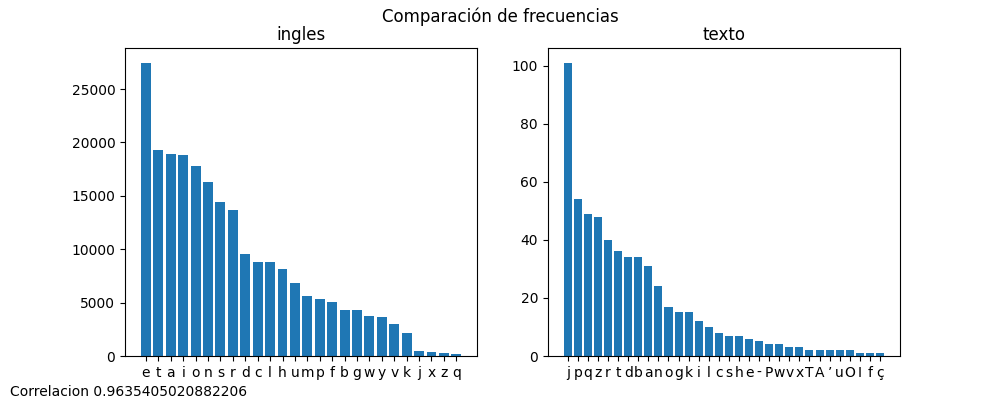 Comparación de frecuencias
ingles
texto
25000
20000
15000
10000
5000
0
100
80
60
40
20
0
e t a i o n s r d c l h u m p f b g w y v k j x z q
j p q z r t d b a n o g k i l c s h e - P w v x T A ’ u O I f ç
Correlacion 0.9635405020882206